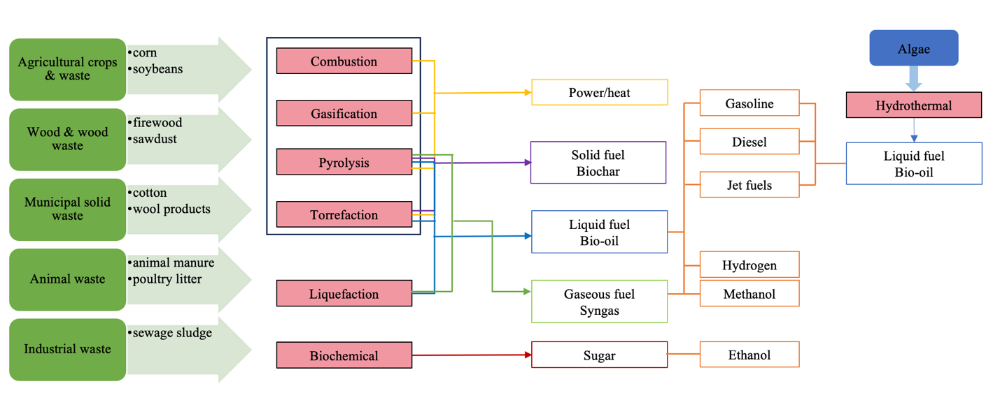 Agricultural crops
& waste
•corn
•soybeans
Wood & wood
waste
•firewood
•sawdust
Municipal solid
waste
•cotton
•wool products
Animal waste
•animal manure
•poultry litter
Industrial waste
•sewage sludge
Combustion
Gasification
Pyrolysis
Torrefaction
Liquefaction
Biochemical
Power/heat
Solid fuel
Biochar
Liquid fuel
Bio-oil
Gaseous fuel
Syngas
Sugar
Gasoline
Diesel
Jet fuels
Hydrogen
Methanol
Ethanol
Algae
Hydrothermal
Liquid fuel
Bio-oil